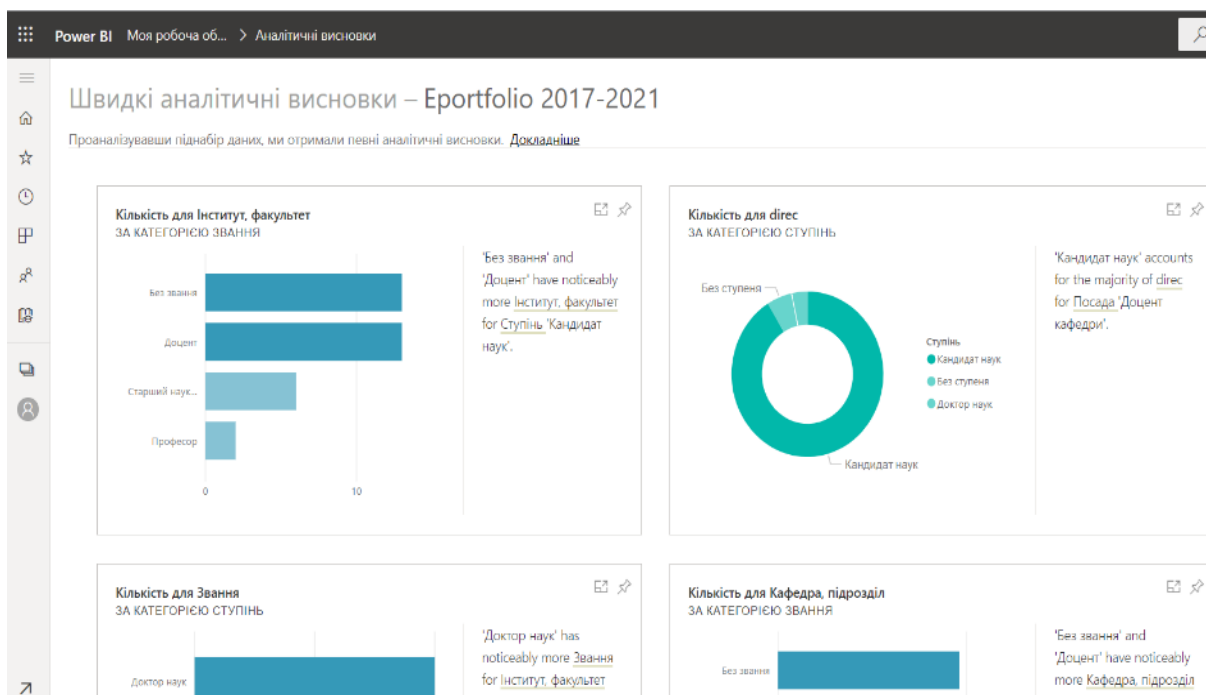 Power BI Моя робоча об... > Аналітичні висновки
Швидкі аналітичні висновки – Eportfolio 2017-2021
Проаналізувавши піднабір даних, ми отримали певні аналітичні висновки. Докладніше
Кількість для Інститут, факультет
ЗА КАТЕГОРІЄЮ ЗВАННЯ
Без звання
Доцент
Старший наук...
Професор
0
10
'Без звання' and
'Доцент' have noticeably
more Інститут, факультет
for Ступінь 'Кандидат
наук'.
Кількість для direc
ЗА КАТЕГОРІЄЮ СТУПІНЬ
Без ступеня
Кандидат наук
Ступінь
Кандидат наук
Без ступеня
Доктор наук
'Кандидат наук' accounts
for the majority of direc
for Посада 'Доцент
кафедри'.
Кількість для Звання
ЗА КАТЕГОРІЄЮ СТУПІНЬ
Доктор наук
'Доктор наук' has
noticeably more Звання
for Інститут, факультет
Кількість для Кафедра, підрозділ
ЗА КАТЕГОРІЄЮ ЗВАННЯ
Без звання
'Без звання' and
'Доцент' have noticeably
more Кафедра, підрозділ